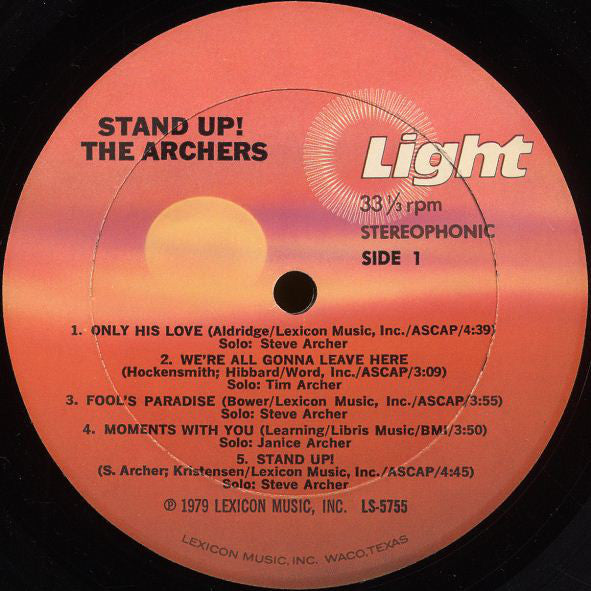 STAND UP!
THE ARCHERS
Light
33 1/3 rpm
STEREOPHONIC
SIDE 1
1. ONLY HIS LOVE (Aldridge/Lexicon Music, Inc./ASCAP/4:39)
Solo: Steve Archer
2. WE'RE ALL GONNA LEAVE HERE
(Hockensmith; Hibbard/Word, Inc./ASCAP/3:09)
Solo: Tim Archer
3. FOOL'S PARADISE (Bower/Lexicon Music, Inc./ASCAP/3:55)
Solo: Steve Archer
4. MOMENTS WITH YOU (Learning/Libris Music/BMI/3:50)
Solo: Janice Archer
5. STAND UP!
(S. Archer; Kristensen/Lexicon Music, Inc./ASCAP/4:45)
Solo: Steve Archer
℗ 1979 LEXICON MUSIC, INC. LS-5755
LEXICON MUSIC, INC. WACO, TEXAS